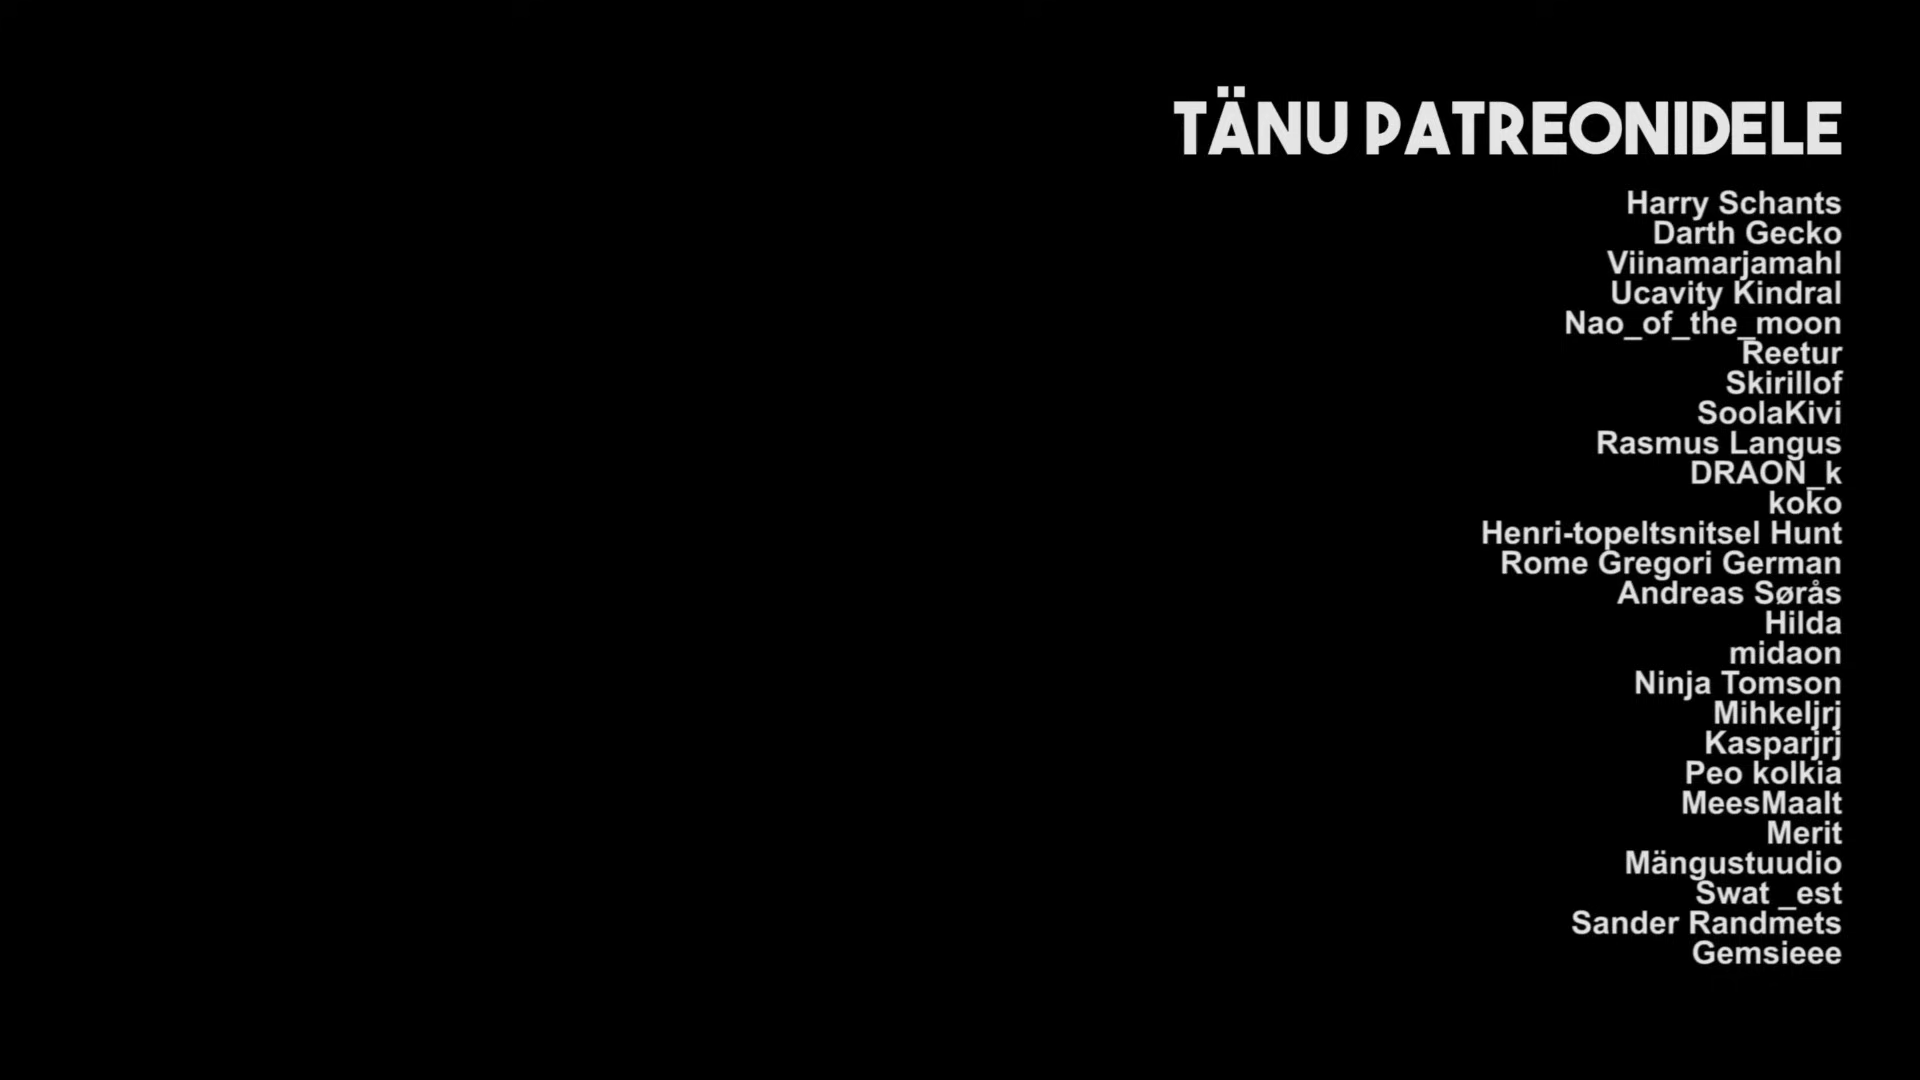 TÄNU PATREONIDELE
Harry Schants
Darth Gecko
Viinamarjamahl
Ucavity Kindral
Nao_of_the_moon
Reetur
Skirillof
SoolaKivi
Rasmus Langus
DRAON_k
koko
Henri-topeltsnitsel Hunt
Rome Gregori German
Andreas Sørås
Hilda
midaon
Ninja Tomson
Mihkeljrj
Kasparjrj
Peo kolkia
MeesMaalt
Merit
Mängustuudio
Swat _est
Sander Randmets
Gemsieee